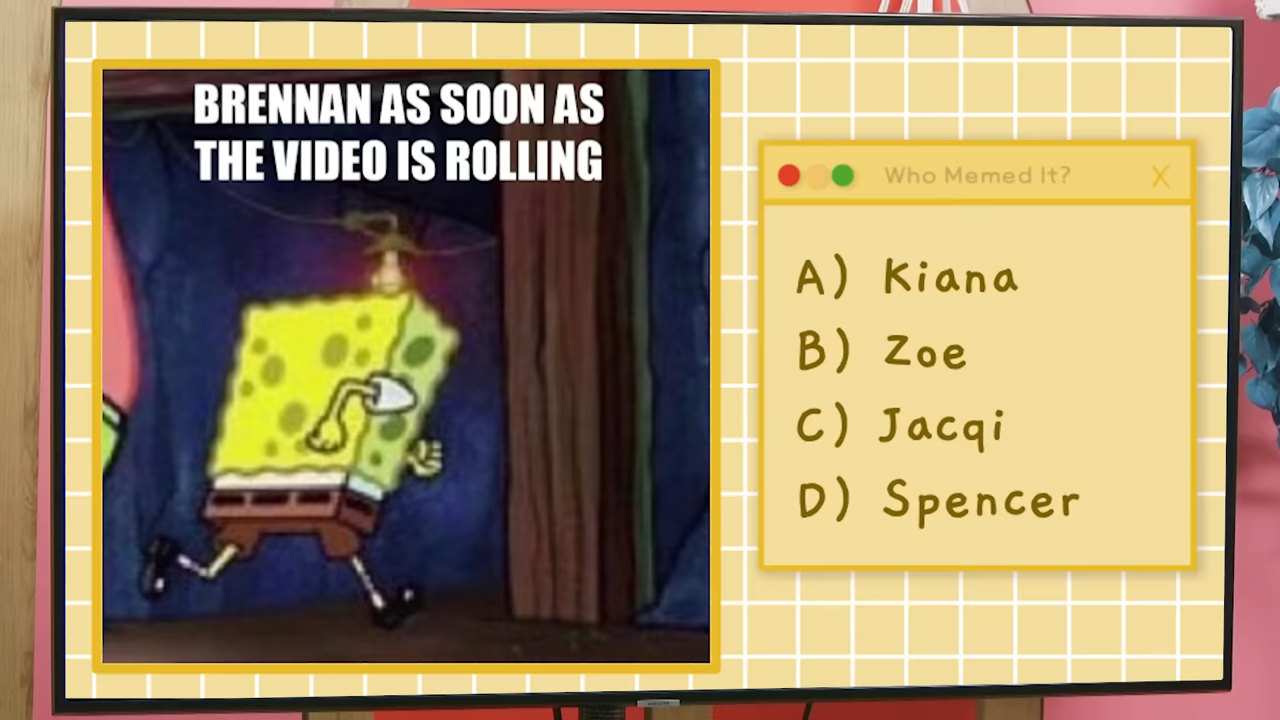 BRENNAN AS SOON AS
THE VIDEO IS ROLLING
Who Memed It?
X
A) Kiana
B) Zoe
C) Jacqi
D) Spencer